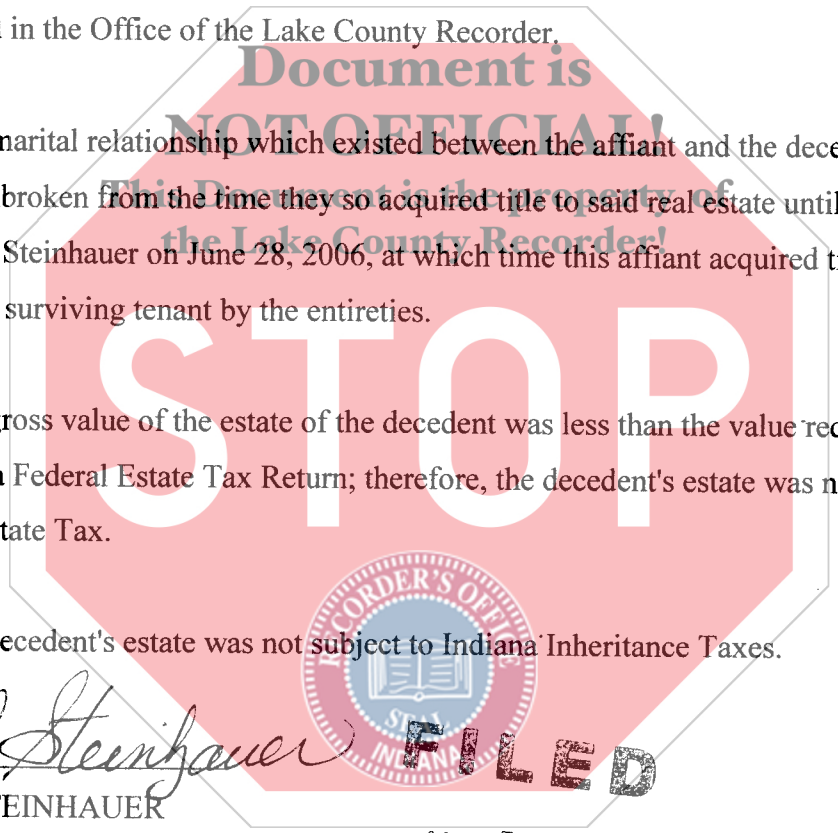 in the Office of the Lake County Recorder.
Document is
NOT OFFICIAL!
marital relationship which existed between the affiant and the dece
This Document is the property of
broken from the time they so acquired title to said real estate until
the Lake County Recorder!
Steinhauer on June 28, 2006, at which time this affiant acquired t
surviving tenant by the entireties.
STOP
ross value of the estate of the decedent was less than the value req
Federal Estate Tax Return; therefore, the decedent's estate was n
tate Tax.
RECORDER'S OFFICE
ecedent's estate was not subject to Indiana Inheritance Taxes.
SEAL
INDIANA
Steinhauer
FILED
EINHAUER